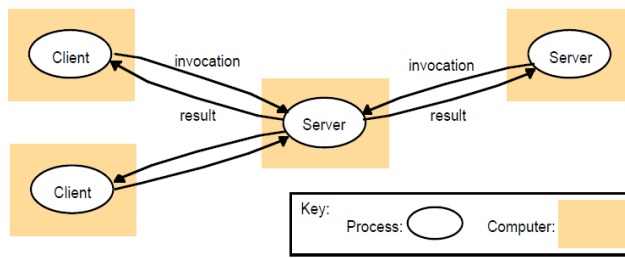 Client
invocation
result
Server
invocation
result
Server
Client
Key:
Process:
Computer: